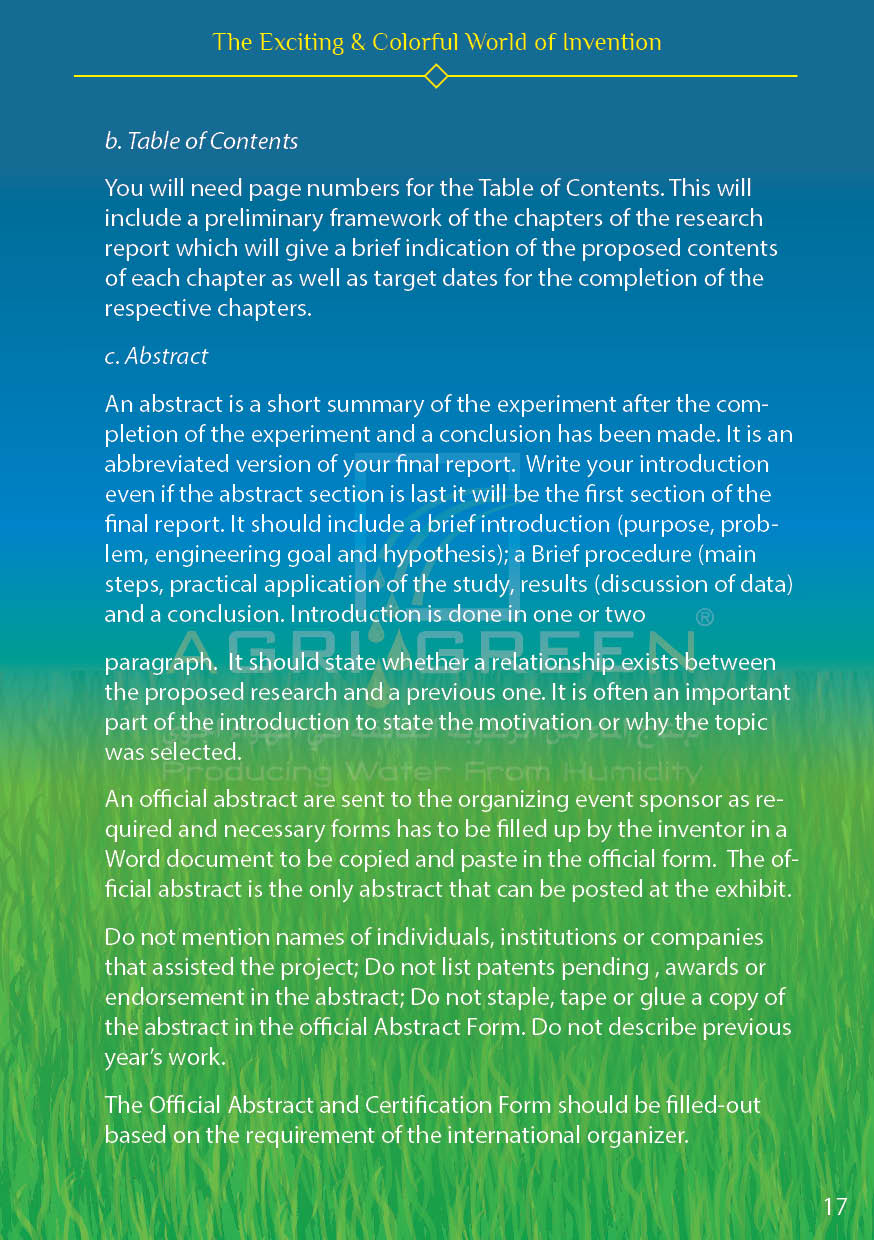 The Exciting & Colorful World of Invention
b. Table of Contents
You will need page numbers for the Table of Contents. This will
include a preliminary framework of the chapters of the research
report which will give a brief indication of the proposed contents
of each chapter as well as target dates for the completion of the
respective chapters.
c. Abstract
An abstract is a short summary of the experiment after the com-
pletion of the experiment and a conclusion has been made. It is an
abbreviated version of your final report.  Write your introduction
even if the abstract section is last it will be the first section of the
final report. It should include a brief introduction (purpose, prob-
lem, engineering goal and hypothesis); a Brief procedure (main
steps, practical application of the study, results (discussion of data)
and a conclusion. Introduction is done in one or two
AGRIGREEN ®
paragraph.  It should state whether a relationship exists between
the proposed research and a previous one. It is often an important
part of the introduction to state the motivation or why the topic
was selected.
Producing Water From Humidity
An official abstract are sent to the organizing event sponsor as re-
quired and necessary forms has to be filled up by the inventor in a
Word document to be copied and paste in the official form.  The of-
ficial abstract is the only abstract that can be posted at the exhibit.
Do not mention names of individuals, institutions or companies
that assisted the project; Do not list patents pending , awards or
endorsement in the abstract; Do not staple, tape or glue a copy of
the abstract in the official Abstract Form. Do not describe previous
year’s work.
The Official Abstract and Certification Form should be filled-out
based on the requirement of the international organizer.
17